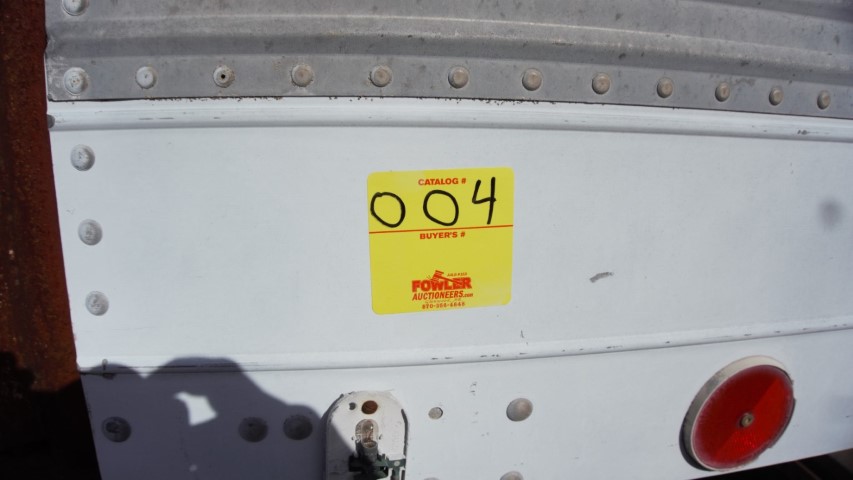 CATALOG #
004
BUYER'S #
FOWLER
AUCTIONEERS.com